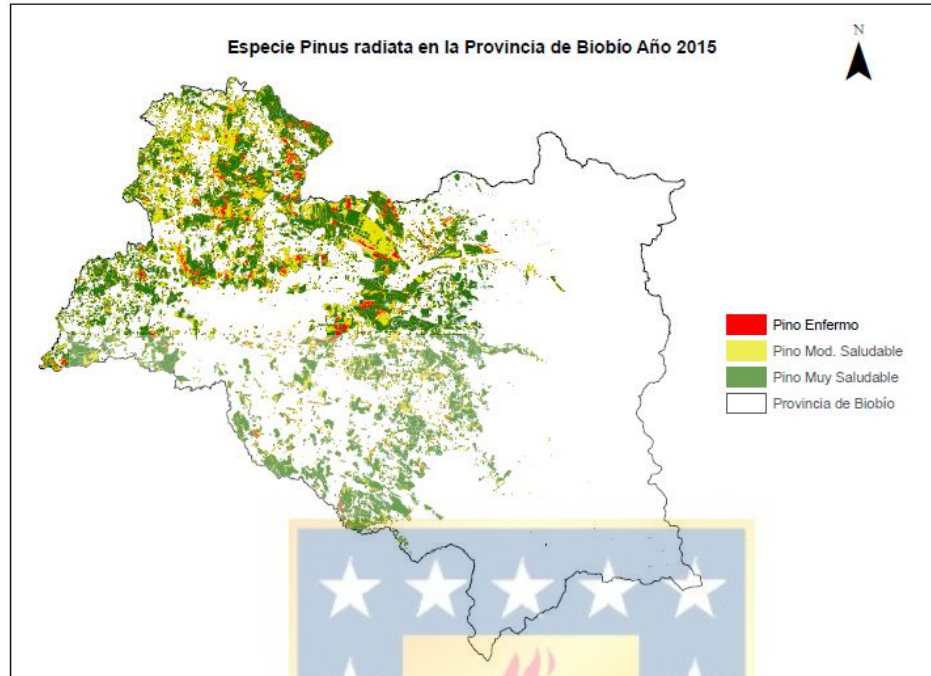 Especie Pinus radiata en la Provincia de Biobío Año 2015
N
Pino Enfermo
Pino Mod. Saludable
Pino Muy Saludable
Provincia de Biobío